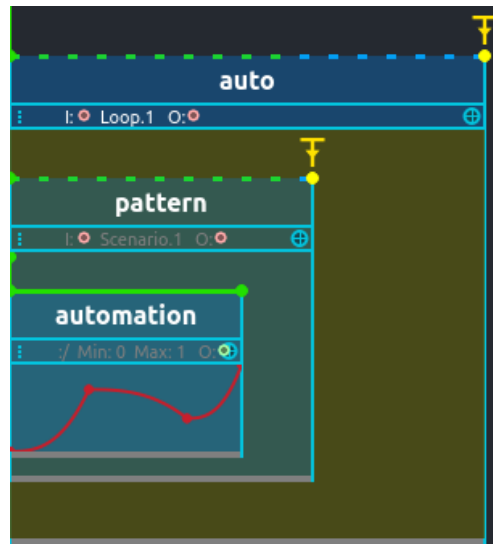 auto
I: Loop.1 O:
pattern
I: Scenario.1 O:
automation
:/ Min: 0 Max: 1 O: